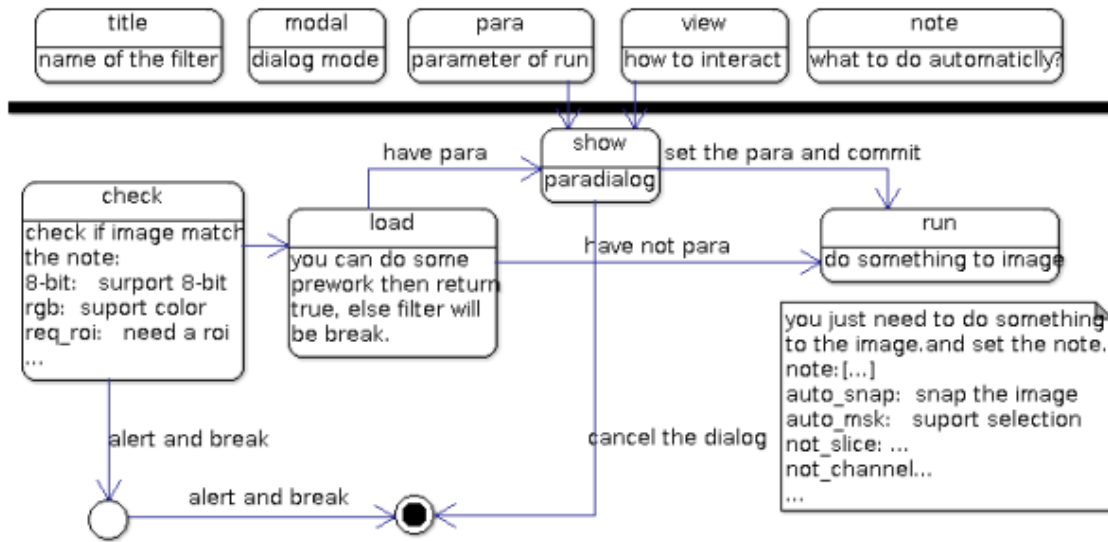 title
name of the filter
modal
dialog mode
para
parameter of run
view
how to interact
note
what to do automaticlly?
show
paradialog
have para
set the para and commit
check
check if image match
the note:
8-bit: surport 8-bit
rgb: suport color
req_roi: need a roi
...
load
you can do some
prework then return
true, else filter will
be break.
have not para
run
do something to image
you just need to do something
to the image.and set the note.
note:[...]
auto_snap: snap the image
auto_msk: suport selection
not_slice: ...
not_channel...
...
alert and break
cancel the dialog
alert and break